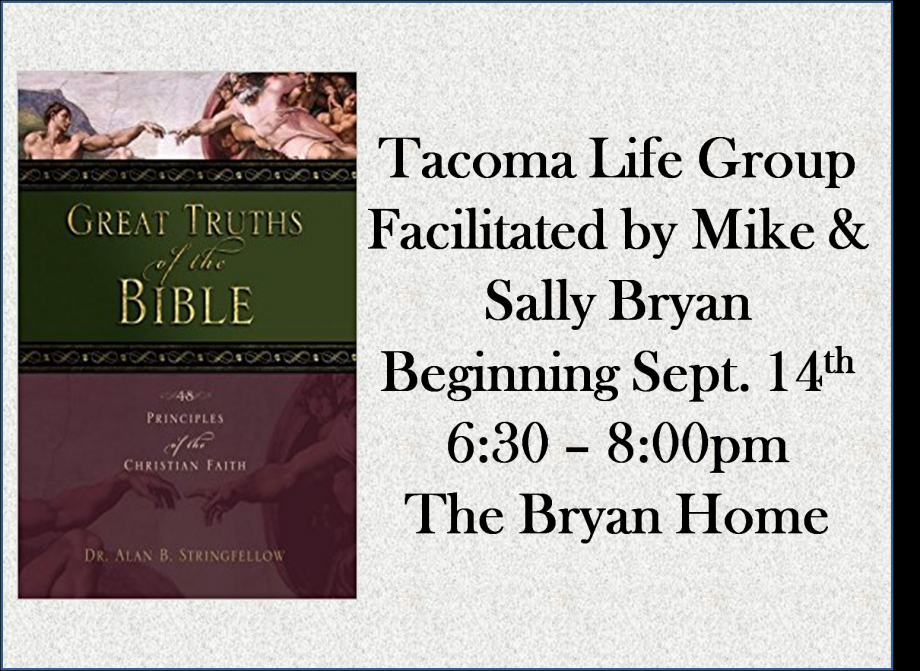 GREAT TRUTHS
of the
BIBLE
48
PRINCIPLES
of the
CHRISTIAN FAITH
DR. ALAN B. STRINGFELLOW
Tacoma Life Group
Facilitated by Mike &
Sally Bryan
Beginning Sept. 14th
6:30 – 8:00pm
The Bryan Home